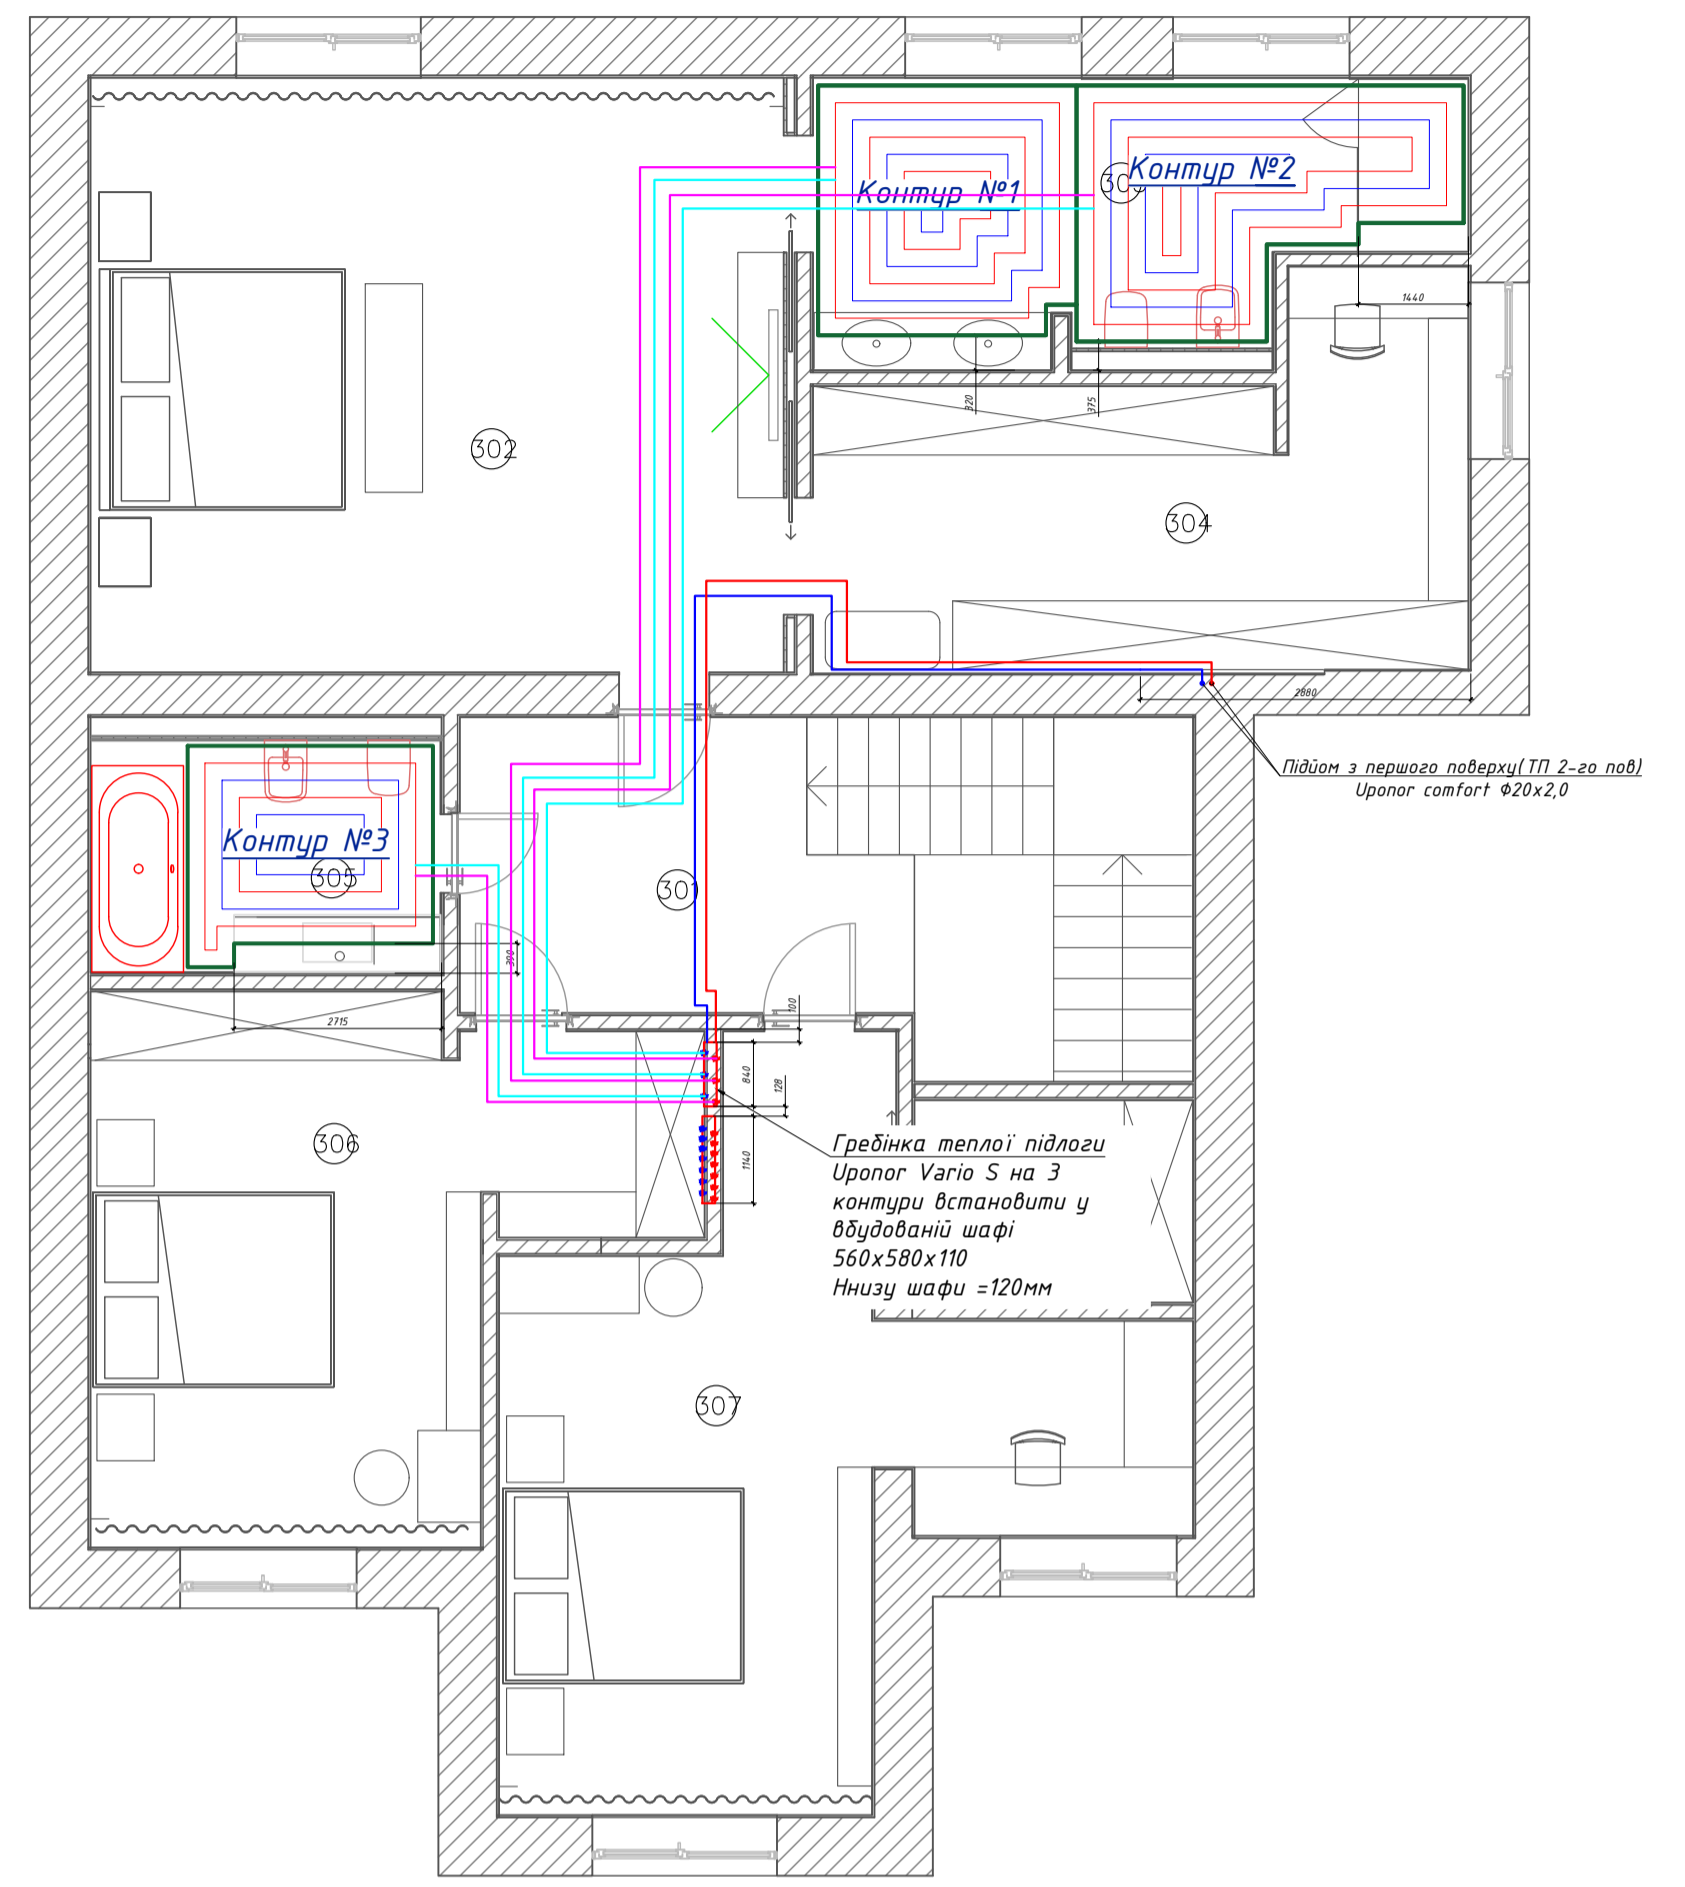 Контур №1
Контур №2
1440
320
375
302
304
2880
Підйом з першого поверху(ТП 2-го пов)
Uponor comfort Ф20х2,0
Контур №3
305
301
390
2715
100
840
128
1140
306
Гребінка теплої підлоги
Uponor Vario S на 3
контури встановити у
вбудованій шафі
560х580х110
Ннизу шафи =120мм
307